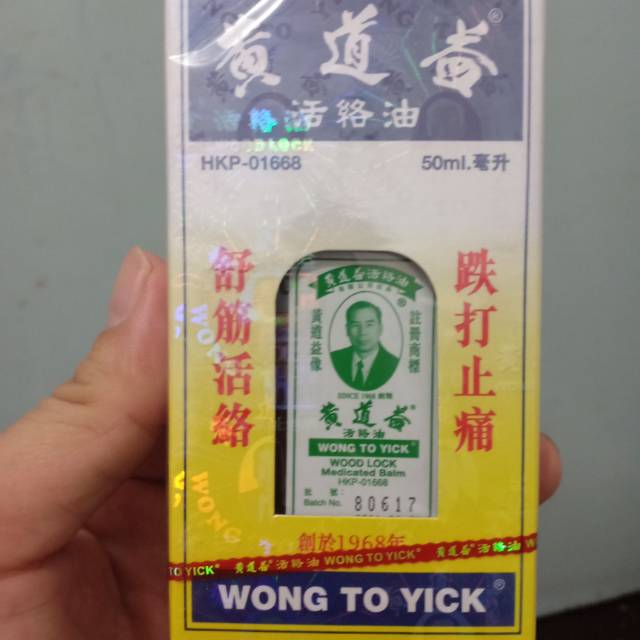 黃道益®
活絡油
HKP-01668
50ml.毫升
舒筋活絡
跌打止痛
黃道益活絡油
®
黃道益像
註冊商標
SINCE 1968 創製
黃道益®
活絡油
WONG TO YICK®
WOOD LOCK
Medicated Balm
HKP-01668
批 號:
Batch No. 80617
創於1968年
TO YICK® 黃道益®活絡油 WONG TO YICK® 黃道益®活絡油
WONG TO YICK®